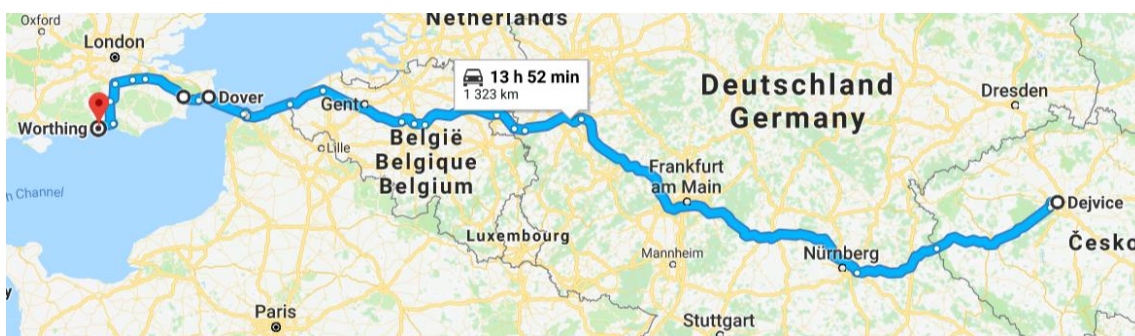 Oxford
London
Netherlands
13 h 52 min
1 323 km
Deutschland
Germany
Dresden
Dover
Gent
Worthing
België
Belgique
Belgium
Lille
Frankfurt
am Main
n Channel
Dejvice
Luxembourg
Mannheim
Nürnberg
Česko
Paris
Stuttgart